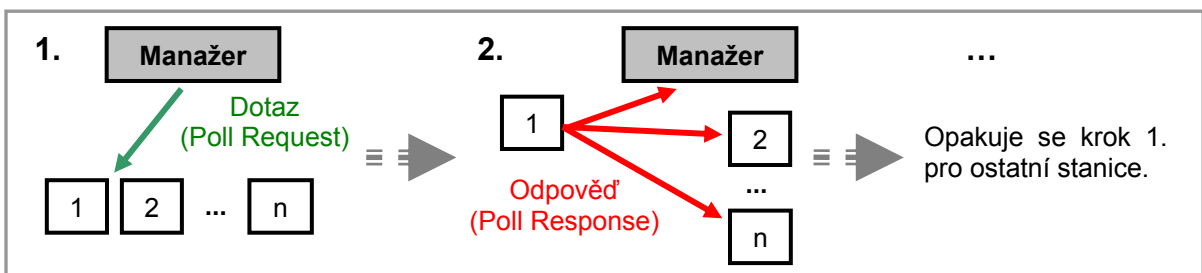 1.
Manažer
Dotaz
(Poll Request)
1 2 ... n
2.
Manažer
1
2
...
n
Odpověď
(Poll Response)
...
Opakuje se krok 1.
pro ostatní stanice.